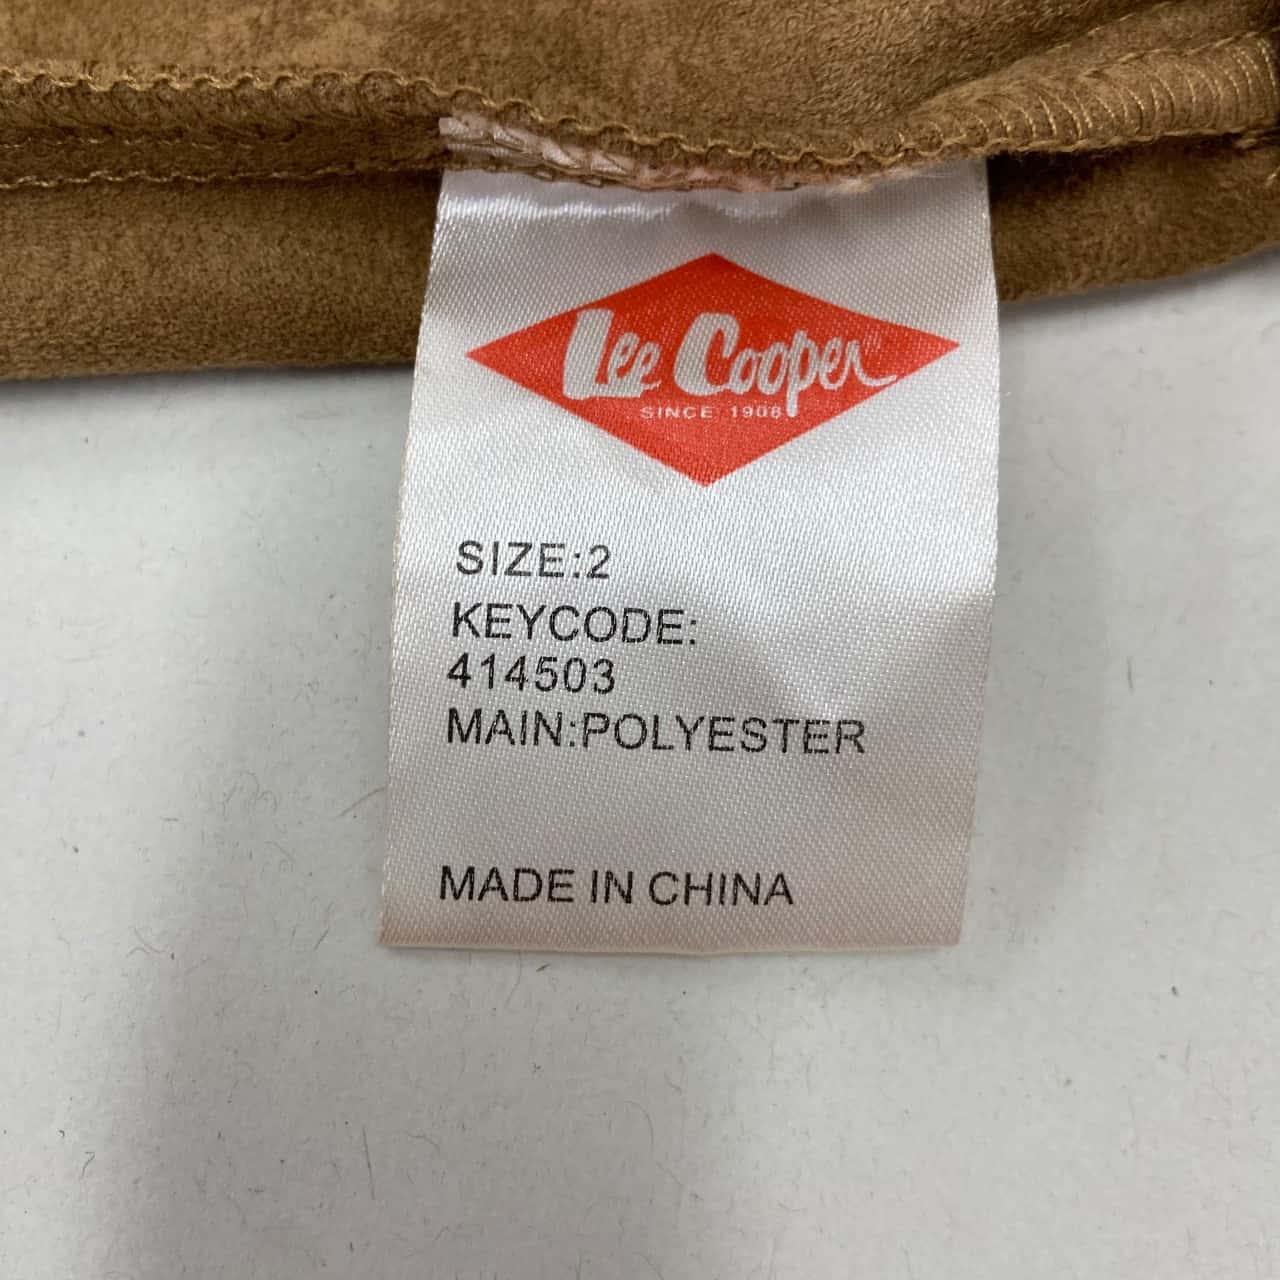 Lee Cooper
SINCE 1908
SIZE:2
KEYCODE:
414503
MAIN:POLYESTER
MADE IN CHINA